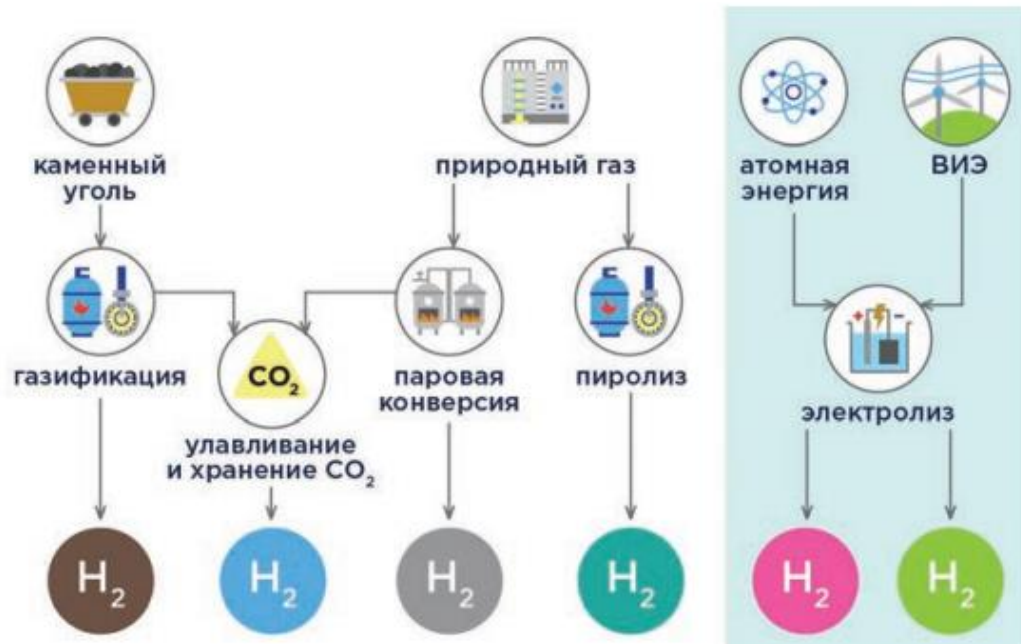 каменный
уголь
природный газ
атомная
энергия
ВИЭ
газификация
CO₂
улавливание
и хранение CO₂
паровая
конверсия
пиролиз
+
–
электролиз
H₂
H₂
H₂
H₂
H₂
H₂